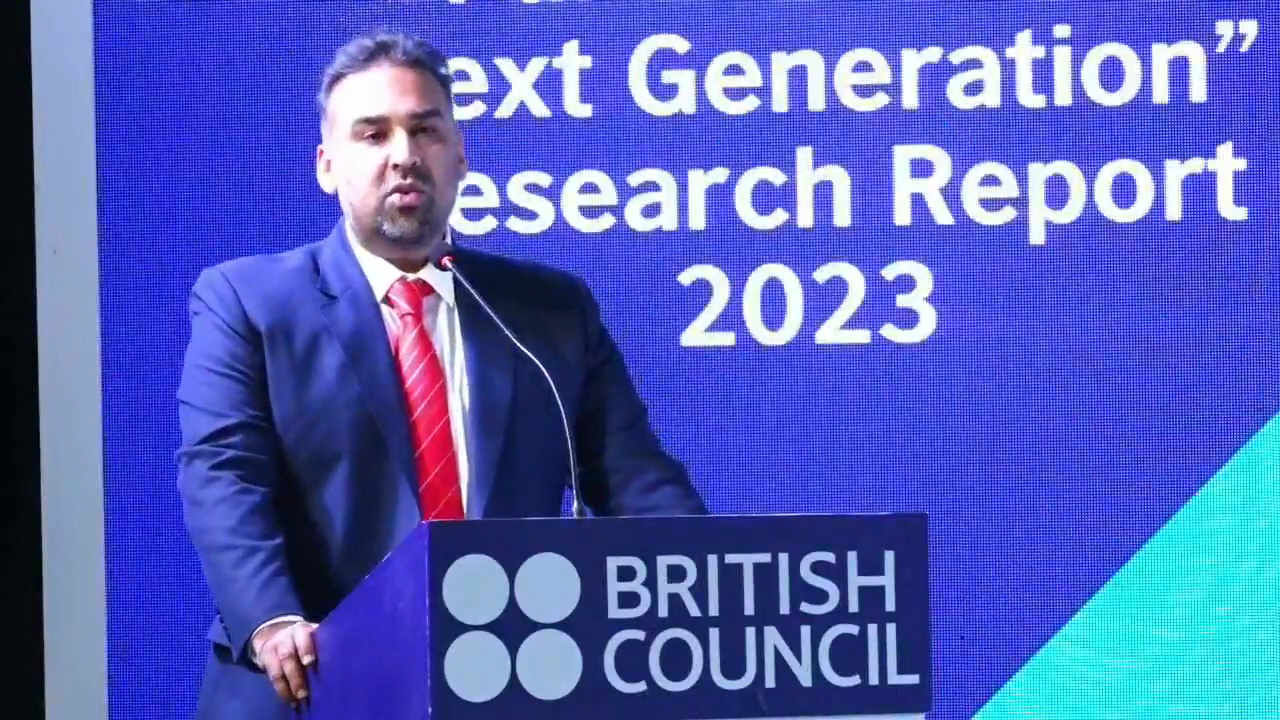 ext Generation”
esearch Report
2023
BRITISH
COUNCIL